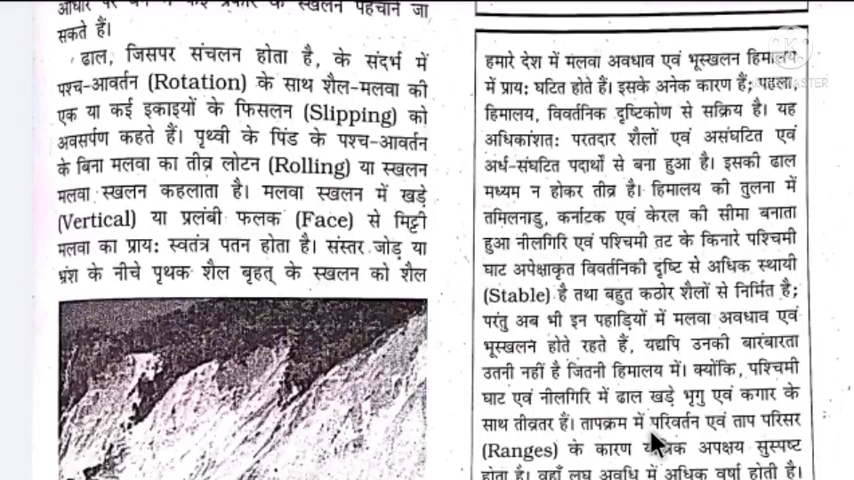 सकते हैं।
ढाल, जिसपर संचलन होता है, के संदर्भ में
पश्च-आवर्तन (Rotation) के साथ शैल-मलवा की
एक या कई इकाइयों के फिसलन (Slipping) को
अवसर्पण कहते हैं। पृथ्वी के पिंड के पश्च-आवर्तन
के बिना मलवा का तीव्र लोटन (Rolling) या स्खलन
मलवा स्खलन कहलाता है। मलवा स्खलन में खड़े
(Vertical) या प्रलंबी फलक (Face) से मिट्टी
मलवा का प्राय: स्वतंत्र पतन होता है। संस्तर जोड़ या
भ्रंश के नीचे पृथक शैल बृहत् के स्खलन को शैल
हमारे देश में मलवा अवधाव एवं भूस्खलन हिमालय
में प्राय: घटित होते हैं। इसके अनेक कारण हैं; पहला,
हिमालय, विवर्तनिक दृष्टिकोण से सक्रिय है। यह
अधिकांशत: परतदार शैलों एवं असंघटित एवं
अर्ध-संघटित पदार्थों से बना हुआ है। इसकी ढाल
मध्यम न होकर तीव्र है। हिमालय की तुलना में
तमिलनाडु, कर्नाटक एवं केरल की सीमा बनाता
हुआ नीलगिरि एवं पश्चिमी तट के किनारे पश्चिमी
घाट अपेक्षाकृत विवर्तनिकी दृष्टि से अधिक स्थायी
(Stable) है तथा बहुत कठोर शैलों से निर्मित है;
परंतु अब भी इन पहाड़ियों में मलवा अवधाव एवं
भूस्खलन होते रहते हैं, यद्यपि उनकी बारंबारता
उतनी नहीं है जितनी हिमालय में। क्योंकि, पश्चिमी
घाट एवं नीलगिरि में ढाल खड़े भृगु एवं कगार के
साथ तीव्रतर हैं। तापक्रम में परिवर्तन एवं ताप परिसर
(Ranges) के कारण अपक्षय सुस्पष्ट
होता है। वहाँ लघु अवधि में अधिक वर्षा होती है।